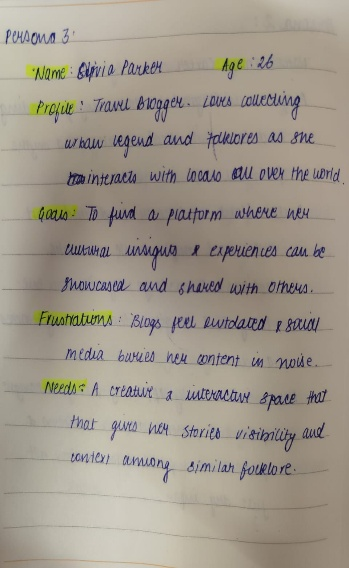 Persona 3:
Name: Olivia Parker Age: 26
Profile: Travel Blogger. Loves collecting
urban legend and folklores as she
interacts with locals all over the world.
Goals: To find a platform where her
cultural insights & experiences can be
showcased and shared with others.
Frustrations: Blogs feel outdated & social
media buries her content in noise.
Needs: A creative & interactive space that
that gives her stories visibility and
context among similar folklore.